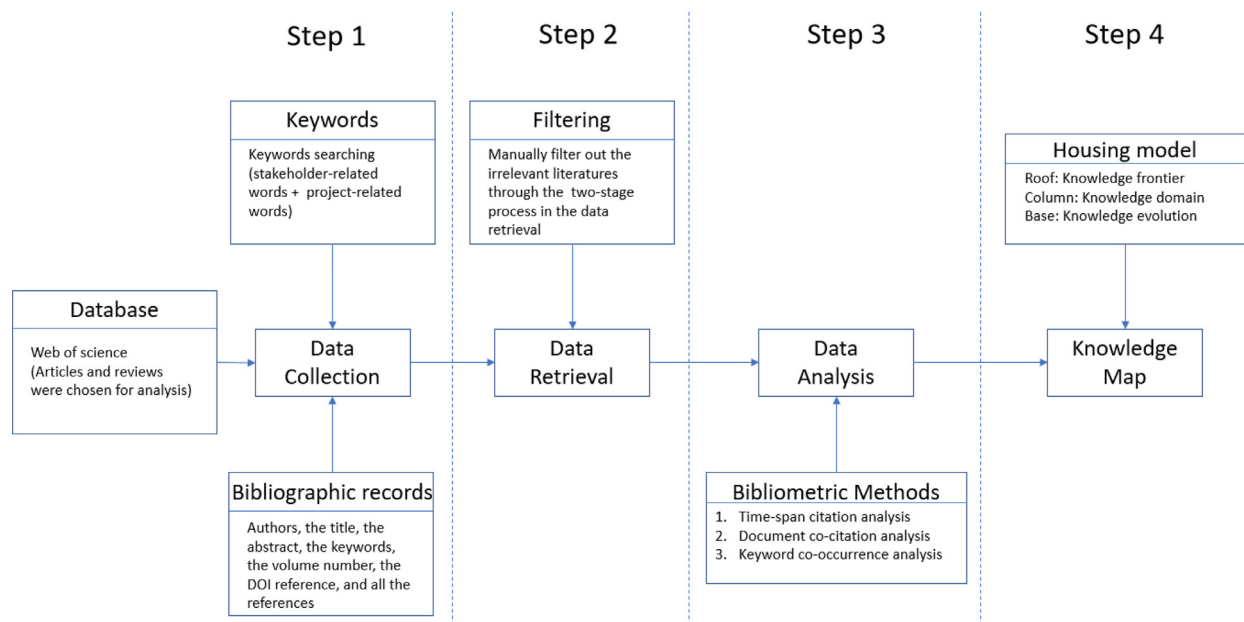 Step 1
Step 2
Step 3
Step 4
Keywords
Keywords searching
(stakeholder-related
words + project-related
words)
Filtering
Manually filter out the
irrelevant literatures
through the two-stage
process in the data
retrieval
Housing model
Roof: Knowledge frontier
Column: Knowledge domain
Base: Knowledge evolution
Database
Web of science
(Articles and reviews
were chosen for analysis)
Data
Collection
Data
Retrieval
Data
Analysis
Knowledge
Map
Bibliographic records
Authors, the title, the
abstract, the keywords,
the volume number, the
DOI reference, and all the
references
Bibliometric Methods
1. Time-span citation analysis
2. Document co-citation analysis
3. Keyword co-occurrence analysis